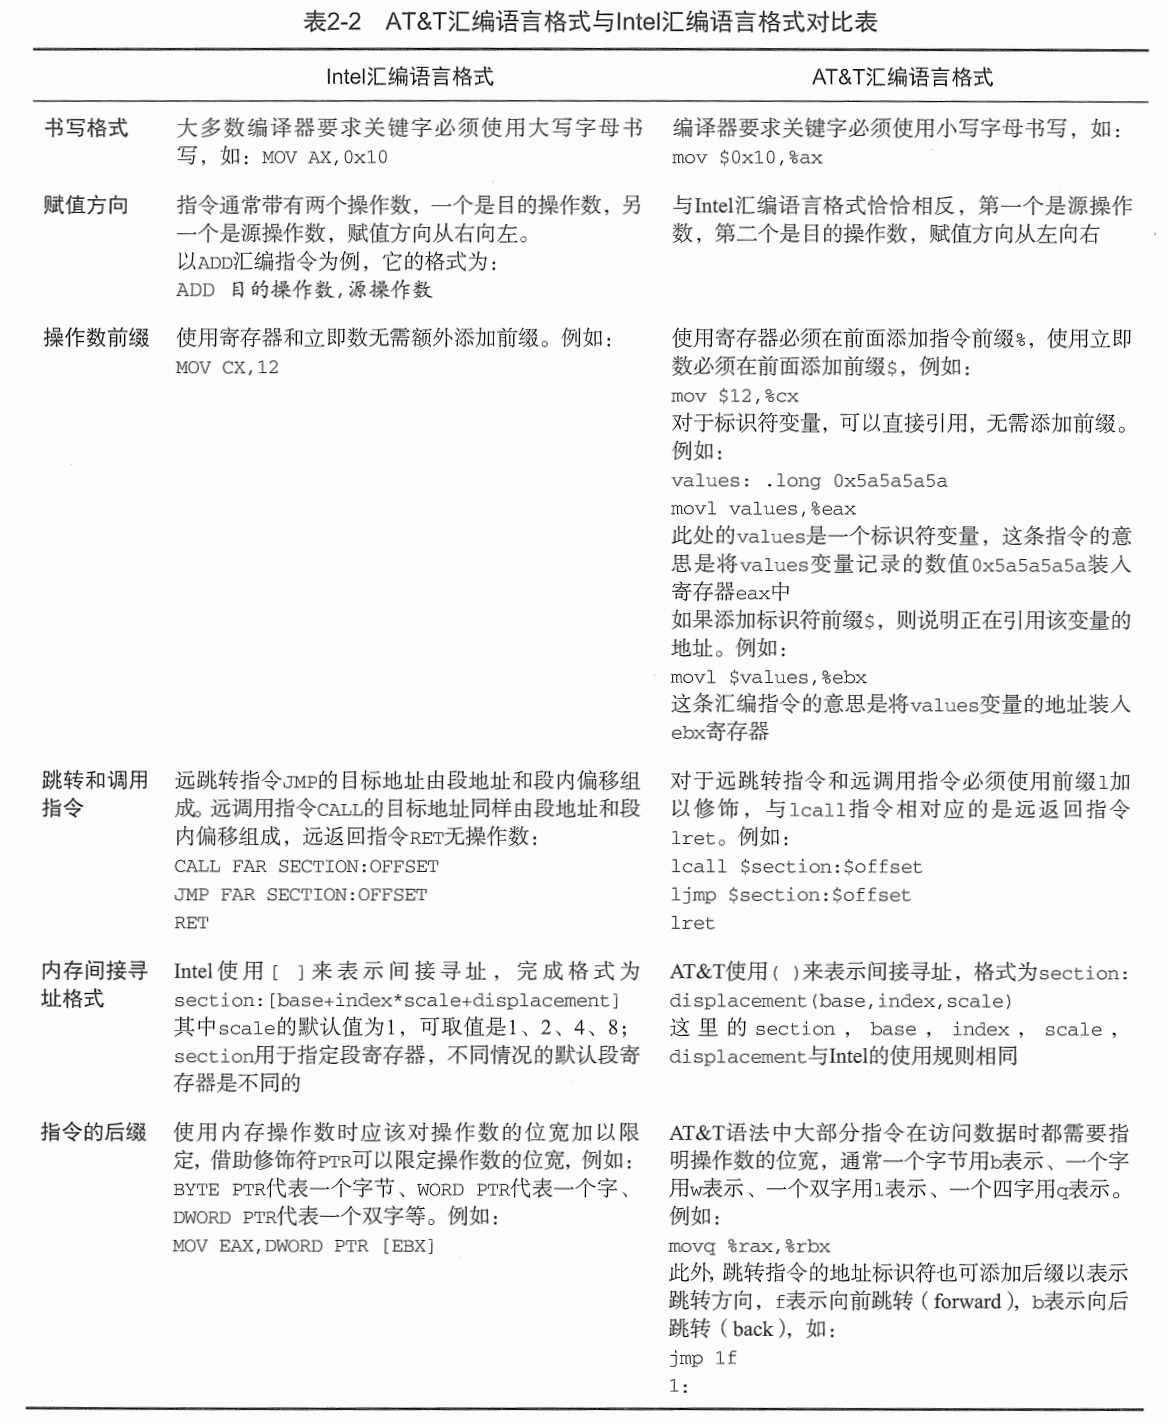 表2-2 AT&T汇编语言格式与Intel汇编语言格式对比表
Intel汇编语言格式
AT&T汇编语言格式
书写格式
大多数编译器要求关键字必须使用大写字母书
写，如：MOV AX,0x10
编译器要求关键字必须使用小写字母书写，如：
mov $0x10,%ax
赋值方向
指令通常带有两个操作数，一个是目的操作数，另
一个是源操作数，赋值方向从右向左。
以ADD汇编指令为例，它的格式为：
ADD 目的操作数,源操作数
与Intel汇编语言格式恰恰相反，第一个是源操作
数，第二个是目的操作数，赋值方向从左向右
操作数前缀
使用寄存器和立即数无需额外添加前缀。例如：
MOV CX,12
使用寄存器必须在前面添加指令前缀%，使用立即
数必须在前面添加前缀$，例如：
mov $12,%cx
对于标识符变量，可以直接引用，无需添加前缀。
例如：
values: .long 0x5a5a5a5a
movl values,%eax
此处的values是一个标识符变量，这条指令的意
思是将values变量记录的数值0x5a5a5a5a装入
寄存器eax中
如果添加标识符前缀$，则说明正在引用该变量的
地址。例如：
movl $values,%ebx
这条汇编指令的意思是将values变量的地址装入
ebx寄存器
跳转和调用
指令
远跳转指令JMP的目标地址由段地址和段内偏移组
成。远调用指令CALL的目标地址同样由段地址和段
内偏移组成，远返回指令RET无操作数：
CALL FAR SECTION:OFFSET
JMP FAR SECTION:OFFSET
RET
对于远跳转指令和远调用指令必须使用前缀l加
以修饰，与lcall指令相对应的是远返回指令
lret。例如：
lcall $section:$offset
ljmp $section:$offset
lret
内存间接寻
址格式
Intel使用[ ]来表示间接寻址，完成格式为
section:[base+index*scale+displacement]
其中scale的默认值为1，可取值是1、2、4、8；
section用于指定段寄存器，不同情况的默认段寄
存器是不同的
AT&T使用( )来表示间接寻址，格式为section:
displacement(base,index,scale)
这里的section，base，index，scale，
displacement与Intel的使用规则相同
指令的后缀
使用内存操作数时应该对操作数的位宽加以限
定，借助修饰符PTR可以限定操作数的位宽，例如：
BYTE PTR代表一个字节、WORD PTR代表一个字、
DWORD PTR代表一个双字等。例如：
MOV EAX,DWORD PTR [EBX]
AT&T语法中大部分指令在访问数据时都需要指
明操作数的位宽，通常一个字节用b表示、一个字
用w表示、一个双字用l表示、一个四字用q表示。
例如：
movq %rax,%rbx
此外，跳转指令的地址标识符也可添加后缀以表示
跳转方向，f表示向前跳转（forward），b表示向后
跳转（back），如：
jmp 1f
1: